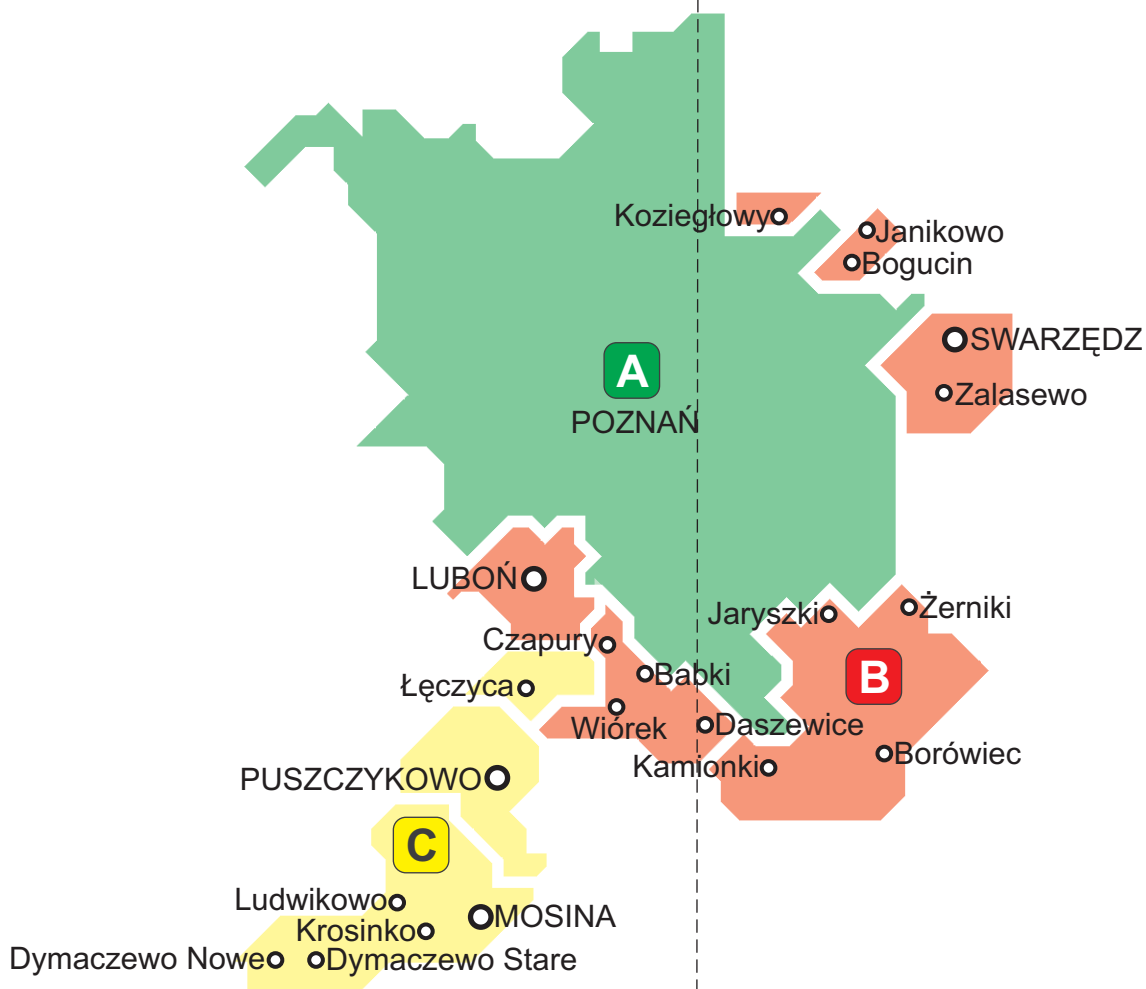 Koziegłowy
Janikowo
Bogucin
SWARZĘDZ
A
Zalasewo
POZNAŃ
LUBOŃ
Jaryszki
Żerniki
Czapury
Babki
B
Łęczyca
Wiórek
Daszewice
Borówiec
Kamionki
PUSZCZYKOWO
C
Ludwikowo
MOSINA
Krosinko
Dymaczewo Nowe
Dymaczewo Stare